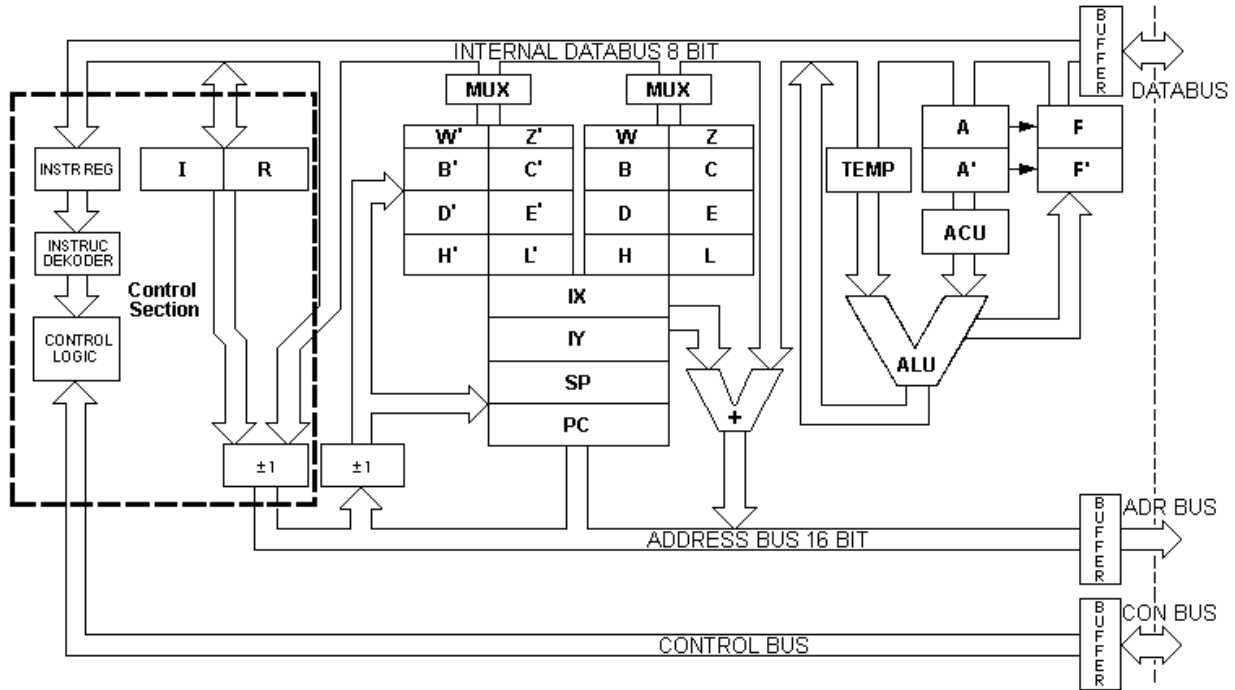 INTERNAL DATABUS 8 BIT
BUFFER
DATABUS
MUX
MUX
W' Z' W Z
B' C' B C
D' E' D E
H' L' H L
IX
IY
SP
PC
INSTR REG
I R
INSTRUC
DEKODER
Control
Section
CONTROL
LOGIC
±1
±1
+
TEMP
A F
A' F'
ACU
ALU
ADR BUS
BUFFER
ADDRESS BUS 16 BIT
CON BUS
BUFFER
CONTROL BUS